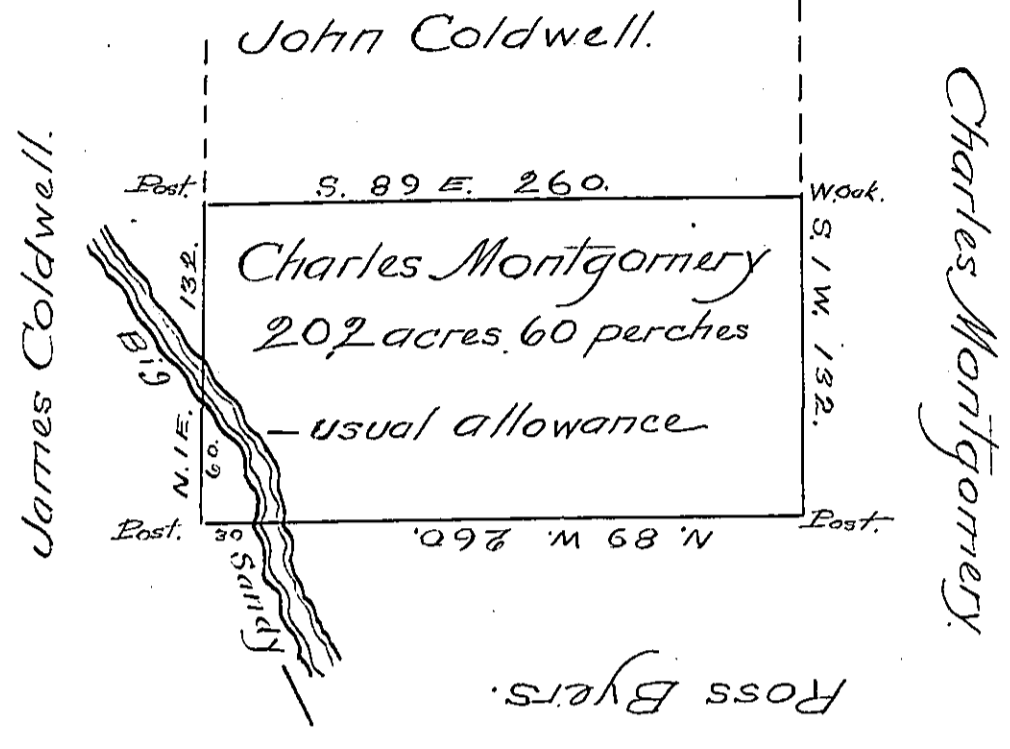 John Coldwell.
James Coldwell.
Charles Montgomery.
Post.
S. 89 E. 260.
W.Oak.
132.
N. 1 E.
Charles Montgomery
202 acres. 60 perches
– usual allowance
S. 1 W. 132.
Big
60.
Post.
30
Sandy
N. 89 W. 260.
Post.
Ross Byers.